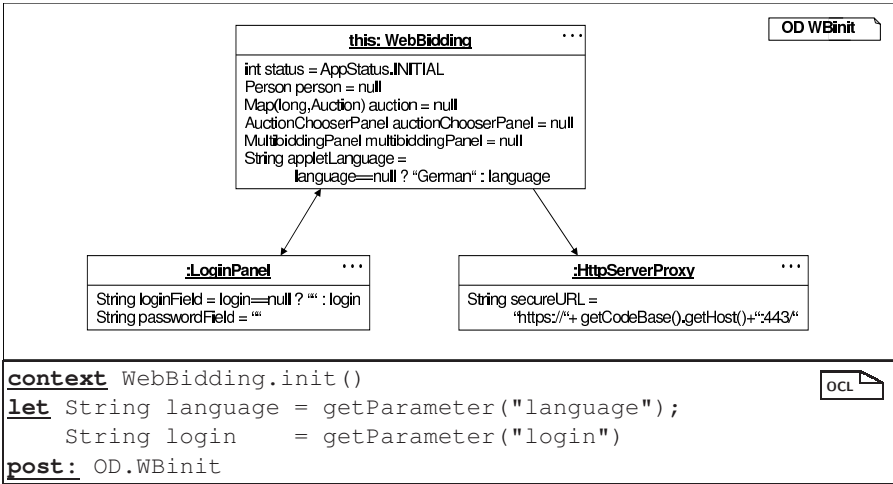 OD WBinit
this: WebBidding ...
int status = AppStatus.INITIAL
Person person = null
Map(long,Auction) auction = null
AuctionChooserPanel auctionChooserPanel = null
MultibiddingPanel multibiddingPanel = null
String appletLanguage =
language==null ? “German“ : language
:LoginPanel ...
String loginField = login==null ? ““ : login
String passwordField = ““
:HttpServerProxy ...
String secureURL =
“https://“+ getCodeBase().getHost()+“:443/“
context WebBidding.init()
OCL
let String language = getParameter("language");
String login = getParameter("login")
post: OD.WBinit